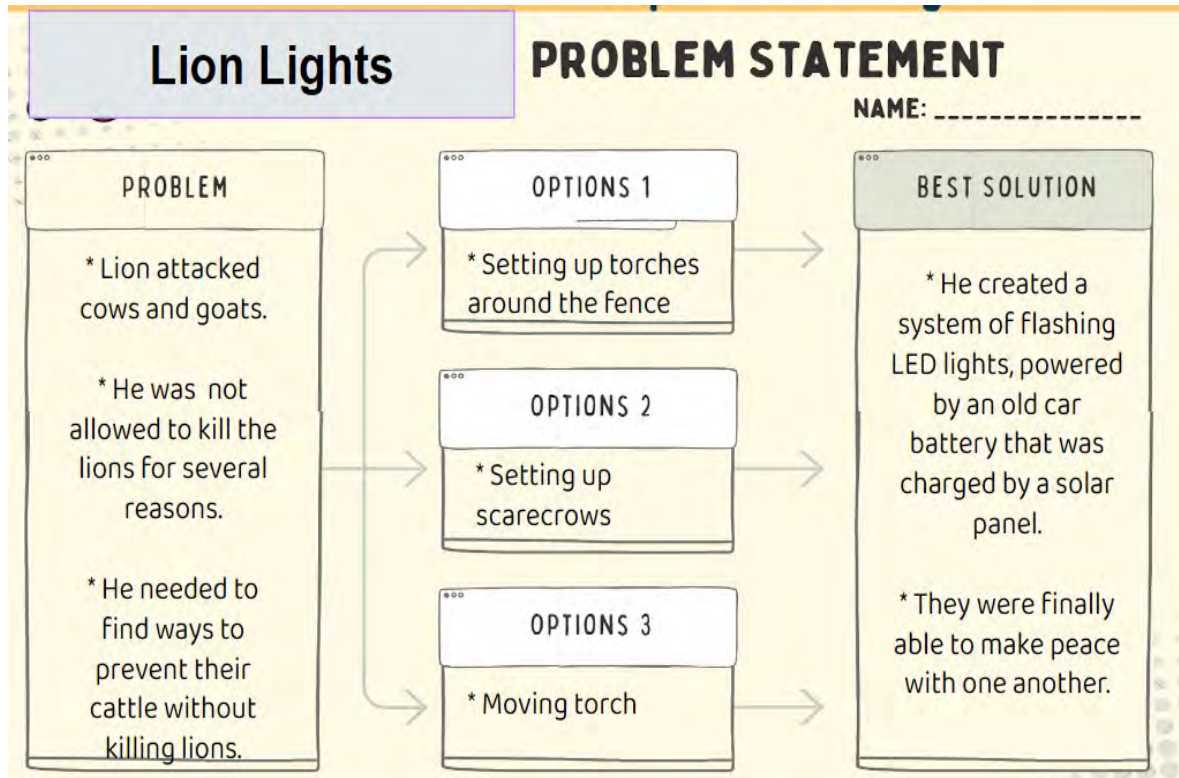 Lion Lights
PROBLEM STATEMENT
NAME: _______________
PROBLEM
* Lion attacked
cows and goats.
* He was not
allowed to kill the
lions for several
reasons.
* He needed to
find ways to
prevent their
cattle without
killing lions.
OPTIONS 1
* Setting up torches
around the fence
OPTIONS 2
* Setting up
scarecrows
OPTIONS 3
* Moving torch
BEST SOLUTION
* He created a
system of flashing
LED lights, powered
by an old car
battery that was
charged by a solar
panel.
* They were finally
able to make peace
with one another.